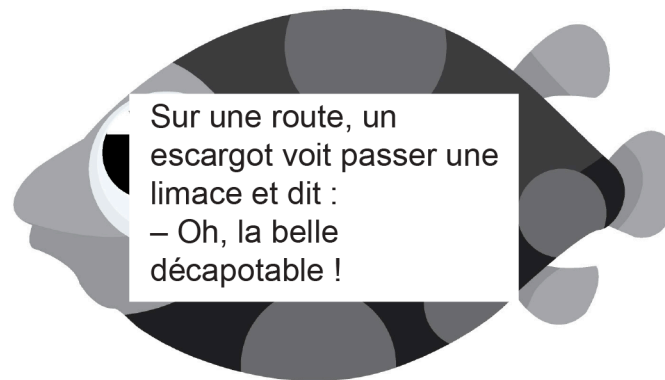 Sur une route, un
escargot voit passer une
limace et dit :
– Oh, la belle
décapotable !